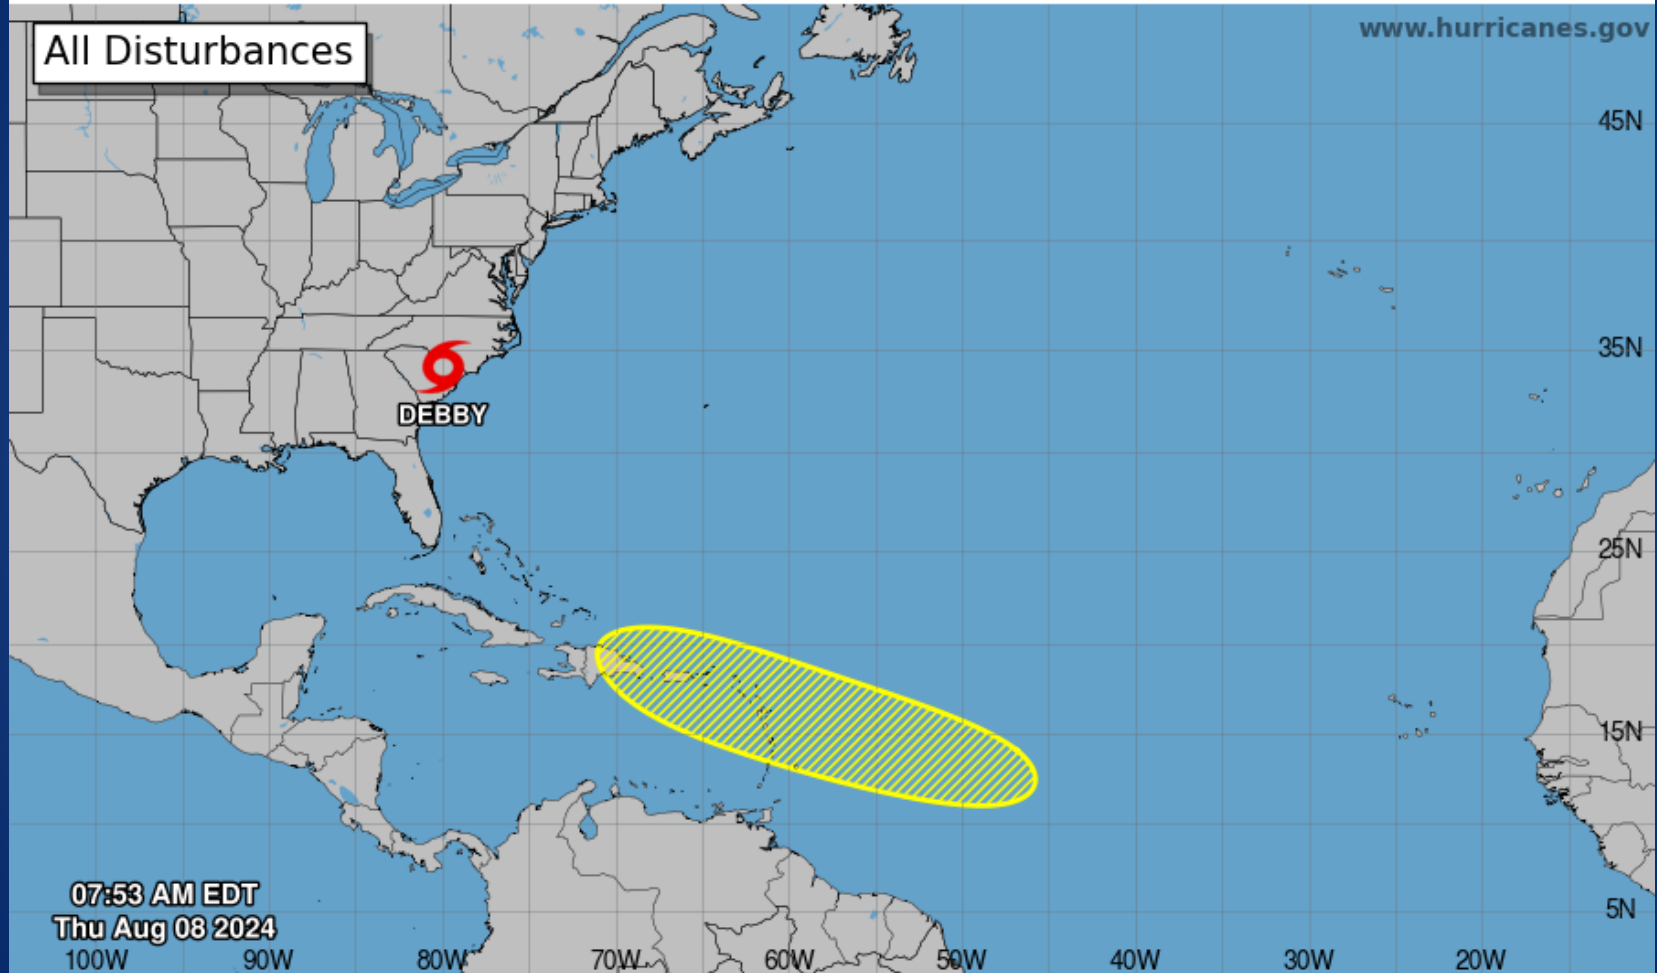 All Disturbances
www.hurricanes.gov
45N
35N
DEBBY
25N
15N
07:53 AM EDT
Thu Aug 08 2024
5N
100W 90W 80W 70W 60W 50W 40W 30W 20W